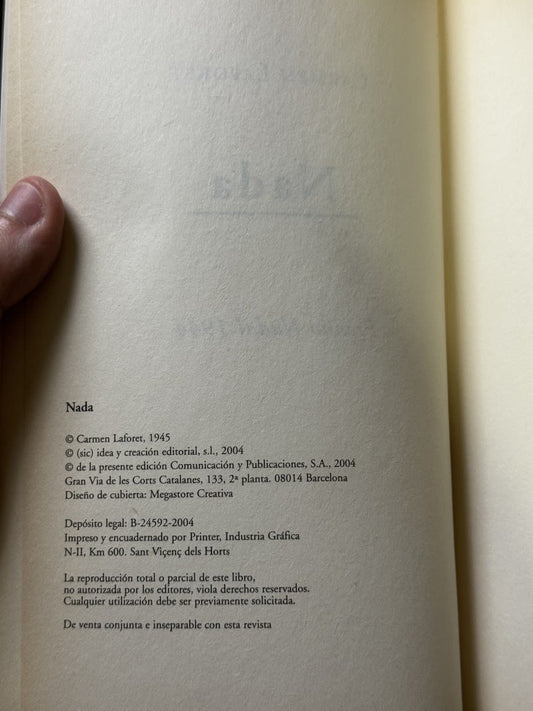 Nada
© Carmen Laforet, 1945
© (sic) idea y creación editorial, s.l., 2004
© de la presente edición Comunicación y Publicaciones, S.A., 2004
Gran Via de les Corts Catalanes, 133, 2ª planta. 08014 Barcelona
Diseño de cubierta: Megastore Creativa
Depósito legal: B-24592-2004
Impreso y encuadernado por Printer, Industria Gráfica
N-II, Km 600. Sant Viçenç dels Horts
La reproducción total o parcial de este libro,
no autorizada por los editores, viola derechos reservados.
Cualquier utilización debe ser previamente solicitada.
De venta conjunta e inseparable con esta revista